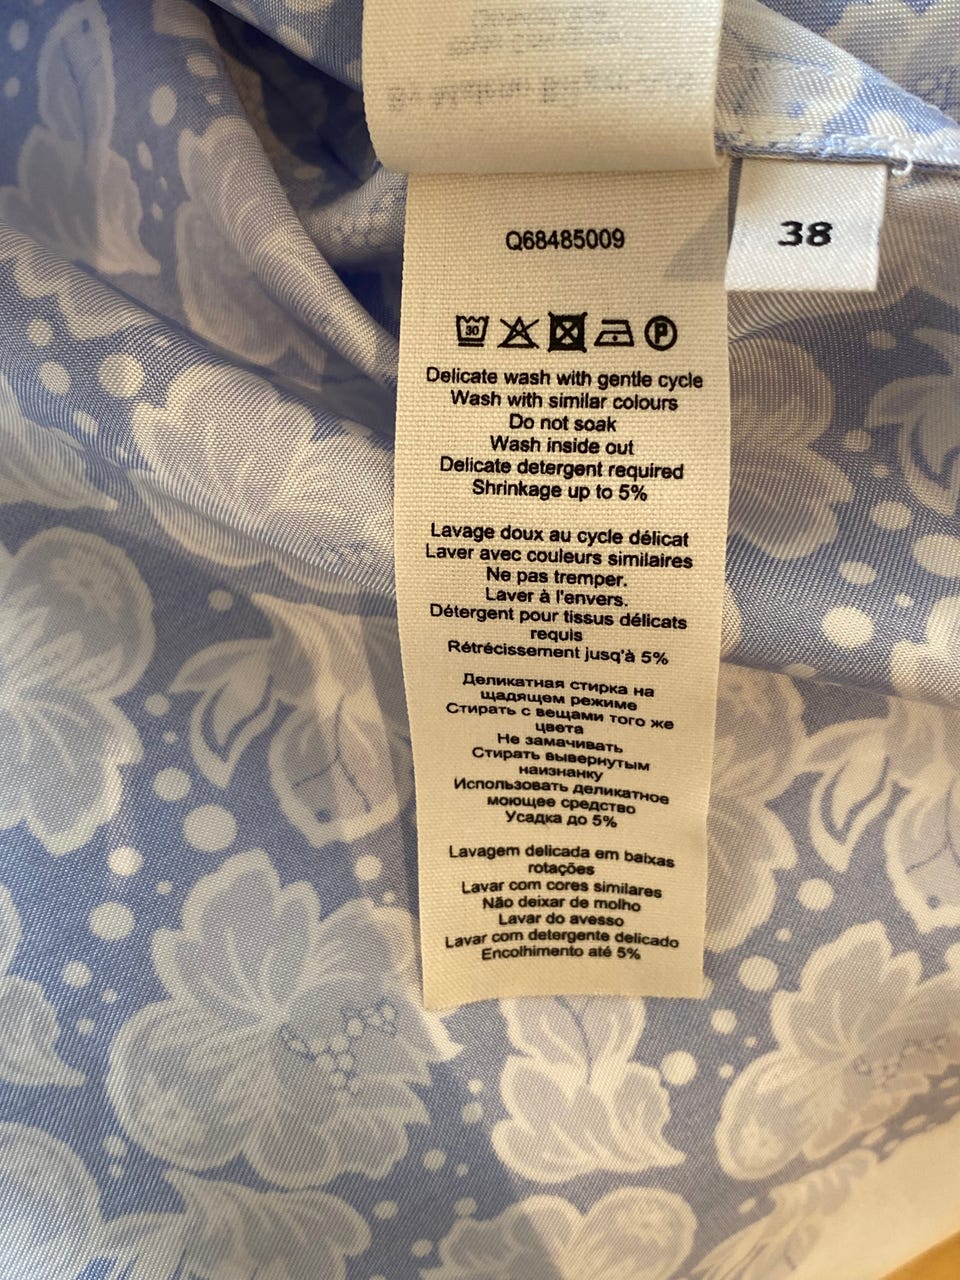 38
Q68485009
30 P
Delicate wash with gentle cycle
Wash with similar colours
Do not soak
Wash inside out
Delicate detergent required
Shrinkage up to 5%
Lavage doux au cycle délicat
Laver avec couleurs similaires
Ne pas tremper.
Laver à l'envers.
Détergent pour tissus délicats
requis
Rétrécissement jusq'à 5%
Деликатная стирка на
щадящем режиме
Стирать с вещами того же
цвета
Не замачивать
Стирать вывернутым
наизнанку
Использовать деликатное
моющее средство
Усадка до 5%
Lavagem delicada em baixas
rotações
Lavar com cores similares
Não deixar de molho
Lavar do avesso
Lavar com detergente delicado
Encolhimento até 5%